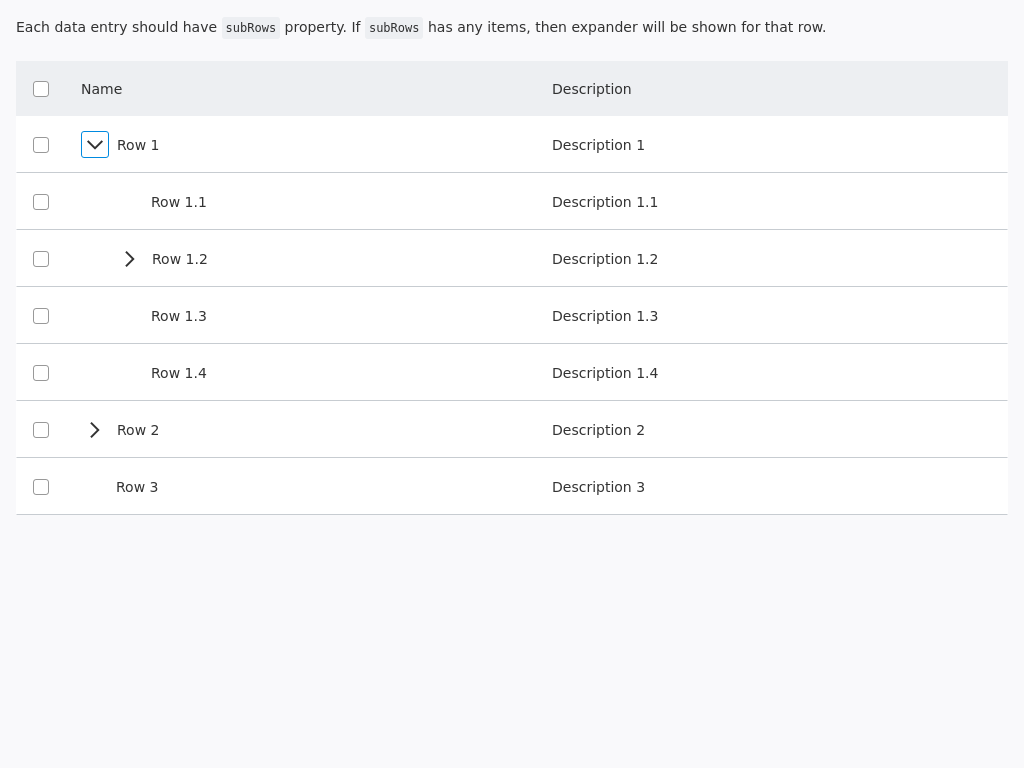 Each data entry should have subRows property. If subRows has any items, then expander will be shown for that row.
Name Description
Row 1 Description 1
Row 1.1 Description 1.1
Row 1.2 Description 1.2
Row 1.3 Description 1.3
Row 1.4 Description 1.4
Row 2 Description 2
Row 3 Description 3